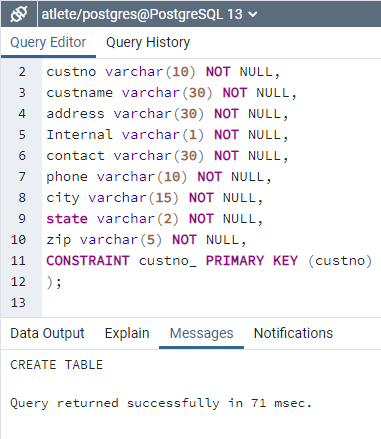 atlete/postgres@PostgreSQL 13
Query Editor Query History
2 custno varchar(10) NOT NULL,
3 custname varchar(30) NOT NULL,
4 address varchar(30) NOT NULL,
5 Internal varchar(1) NOT NULL,
6 contact varchar(30) NOT NULL,
7 phone varchar(10) NOT NULL,
8 city varchar(15) NOT NULL,
9 state varchar(2) NOT NULL,
10 zip varchar(5) NOT NULL,
11 CONSTRAINT custno_ PRIMARY KEY (custno)
12 );
13
Data Output Explain Messages Notifications
CREATE TABLE
Query returned successfully in 71 msec.